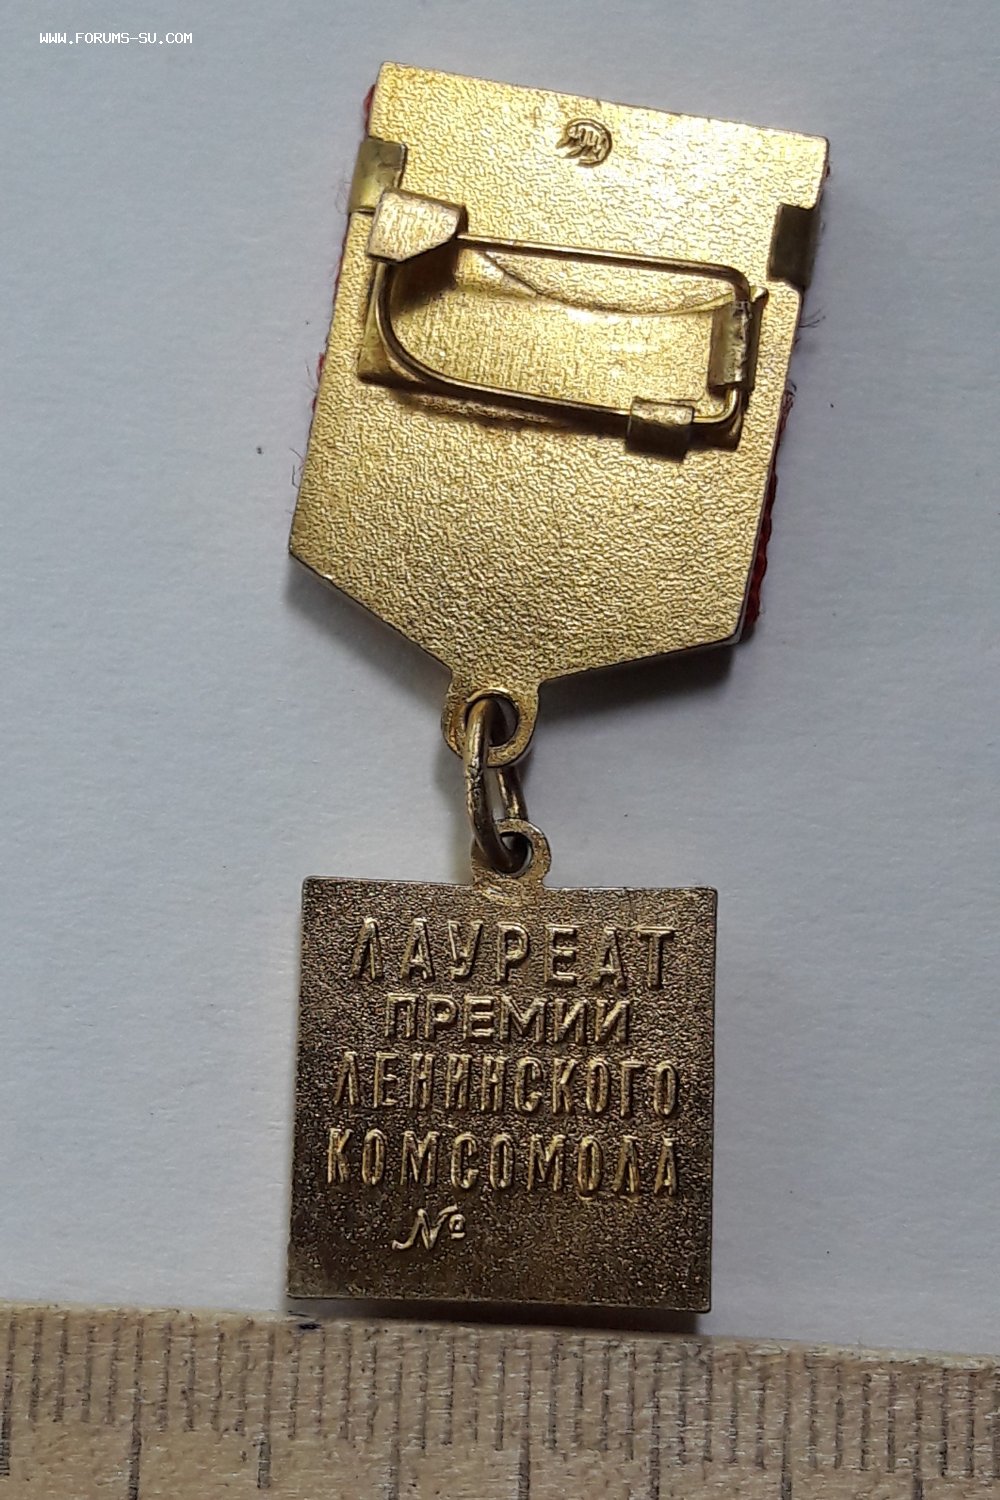 WWW.FORUMS-SU.COM
ЛАУРЕАТ
ПРЕМИИ
ЛЕНИНСКОГО
КОМСОМОЛА
№